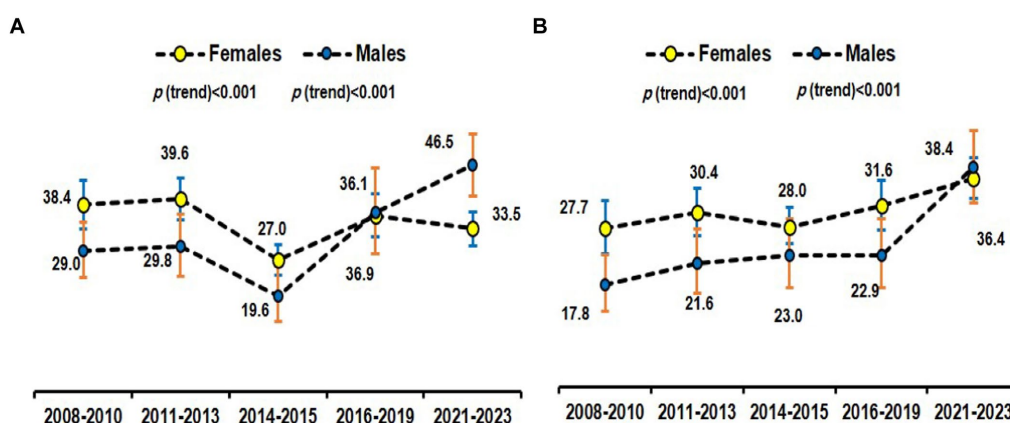 A
Females Males
p (trend)<0.001 p (trend)<0.001
38.4
39.6
27.0
36.1
46.5
33.5
29.0
29.8
19.6
36.9
2008-2010 2011-2013 2014-2015 2016-2019 2021-2023
B
Females Males
p (trend)<0.001 p (trend)<0.001
27.7
30.4
28.0
31.6
38.4
17.8
21.6
23.0
22.9
36.4
2008-2010 2011-2013 2014-2015 2016-2019 2021-2023